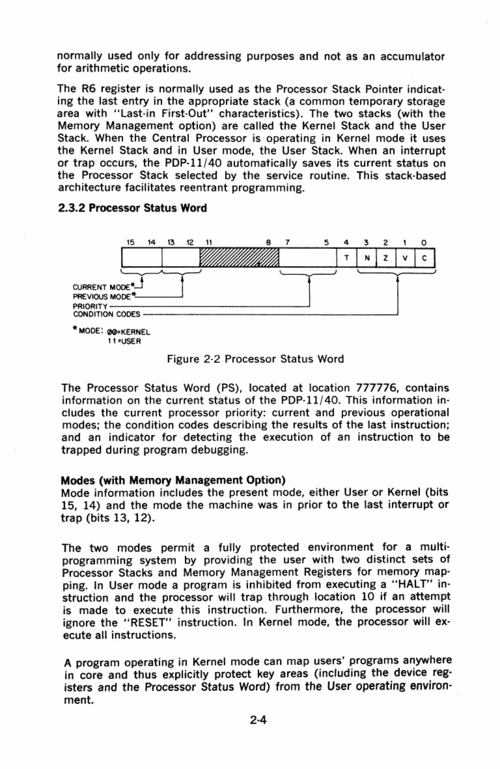 normally used only for addressing purposes and not as an accumulator
for arithmetic operations.
The R6 register is normally used as the Processor Stack Pointer indicat-
ing the last entry in the appropriate stack (a common temporary storage
area with "Last-in First-Out" characteristics). The two stacks (with the
Memory Management option) are called the Kernel Stack and the User
Stack. When the Central Processor is operating in Kernel mode it uses
the Kernel Stack and in User mode, the User Stack. When an interrupt
or trap occurs, the PDP-11/40 automatically saves its current status on
the Processor Stack selected by the service routine. This stack-based
architecture facilitates reentrant programming.
2.3.2 Processor Status Word
15 14 13 12 11 8 7 5 4 3 2 1 0
T N Z V C
CURRENT MODE*
PREVIOUS MODE*
PRIORITY
CONDITION CODES
* MODE: 00=KERNEL
11=USER
Figure 2-2 Processor Status Word
The Processor Status Word (PS), located at location 777776, contains
information on the current status of the PDP-11/40. This information in-
cludes the current processor priority: current and previous operational
modes; the condition codes describing the results of the last instruction;
and an indicator for detecting the execution of an instruction to be
trapped during program debugging.
Modes (with Memory Management Option)
Mode information includes the present mode, either User or Kernel (bits
15, 14) and the mode the machine was in prior to the last interrupt or
trap (bits 13, 12).
The two modes permit a fully protected environment for a multi-
programming system by providing the user with two distinct sets of
Processor Stacks and Memory Management Registers for memory map-
ping. In User mode a program is inhibited from executing a "HALT" in-
struction and the processor will trap through location 10 if an attempt
is made to execute this instruction. Furthermore, the processor will
ignore the "RESET" instruction. In Kernel mode, the processor will ex-
ecute all instructions.
A program operating in Kernel mode can map users' programs anywhere
in core and thus explicitly protect key areas (including the device reg-
isters and the Processor Status Word) from the User operating environ-
ment.
2-4